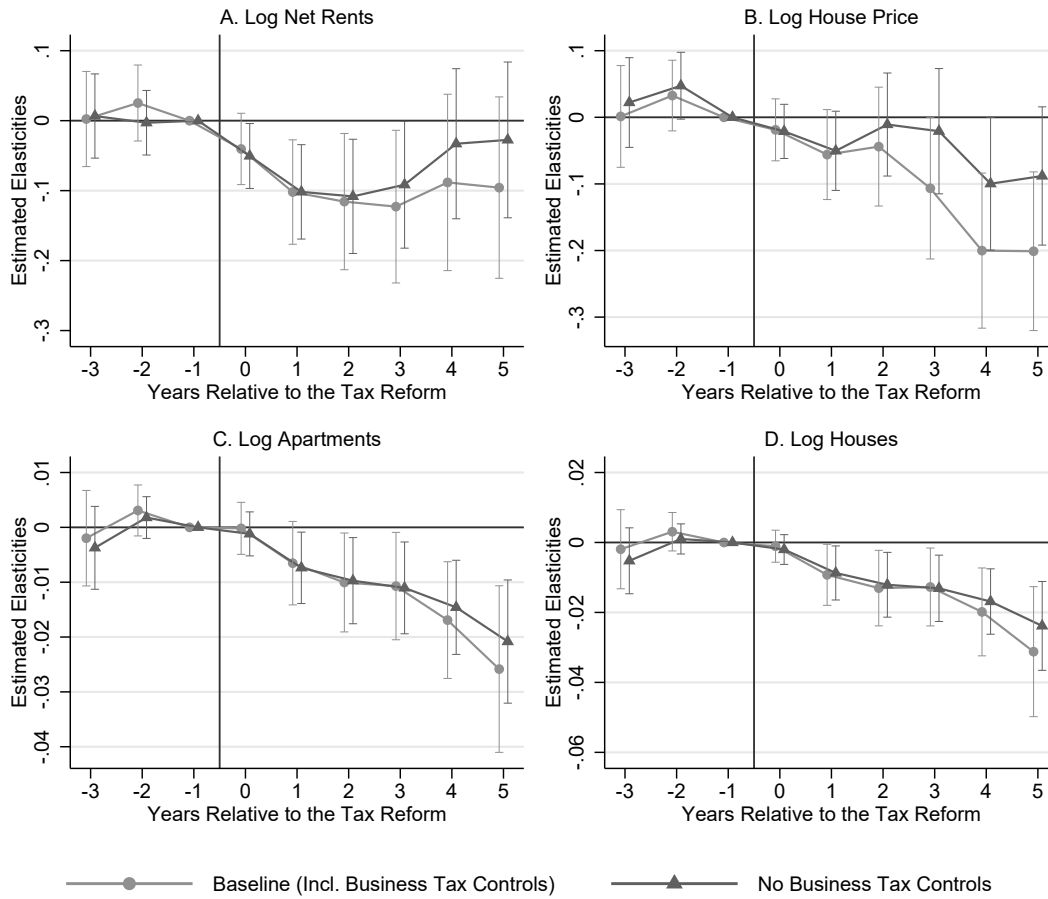 A. Log Net Rents
Estimated Elasticities
.1
0
-.1
-.2
-.3
-3 -2 -1 0 1 2 3 4 5
Years Relative to the Tax Reform
B. Log House Price
Estimated Elasticities
.1
0
-.1
-.2
-.3
-3 -2 -1 0 1 2 3 4 5
Years Relative to the Tax Reform
C. Log Apartments
Estimated Elasticities
.01
0
-.01
-.02
-.03
-.04
-3 -2 -1 0 1 2 3 4 5
Years Relative to the Tax Reform
D. Log Houses
Estimated Elasticities
.02
0
-.02
-.04
-.06
-3 -2 -1 0 1 2 3 4 5
Years Relative to the Tax Reform
Baseline (Incl. Business Tax Controls)
No Business Tax Controls